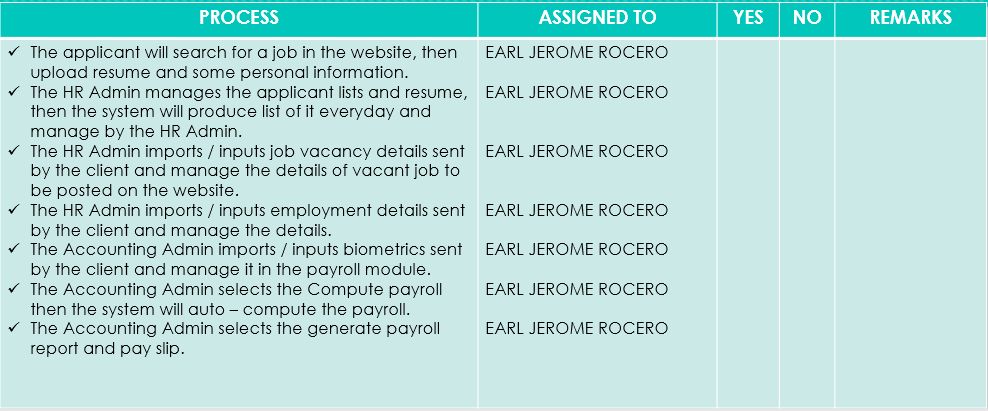 PROCESS ASSIGNED TO YES NO REMARKS
✓ The applicant will search for a job in the website, then EARL JEROME ROCERO
upload resume and some personal information.
✓ The HR Admin manages the applicant lists and resume, EARL JEROME ROCERO
then the system will produce list of it everyday and
manage by the HR Admin.
✓ The HR Admin imports / inputs job vacancy details sent EARL JEROME ROCERO
by the client and manage the details of vacant job to
be posted on the website.
✓ The HR Admin imports / inputs employment details sent EARL JEROME ROCERO
by the client and manage the details.
✓ The Accounting Admin imports / inputs biometrics sent EARL JEROME ROCERO
by the client and manage it in the payroll module.
✓ The Accounting Admin selects the Compute payroll EARL JEROME ROCERO
then the system will auto – compute the payroll.
✓ The Accounting Admin selects the generate payroll EARL JEROME ROCERO
report and pay slip.